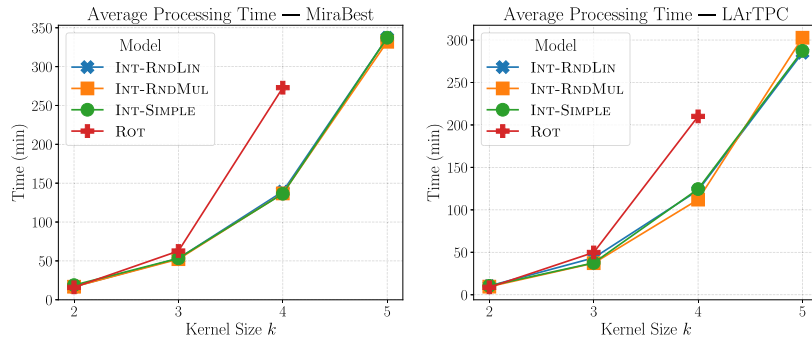 Average Processing Time — MiraBest
Time (min)
350
300
250
200
150
100
50
0
Model
Int-RndLin
Int-RndMul
Int-Simple
Rot
2 3 4 5
Kernel Size k
Average Processing Time — LArTPC
Time (min)
300
250
200
150
100
50
0
Model
Int-RndLin
Int-RndMul
Int-Simple
Rot
2 3 4 5
Kernel Size k